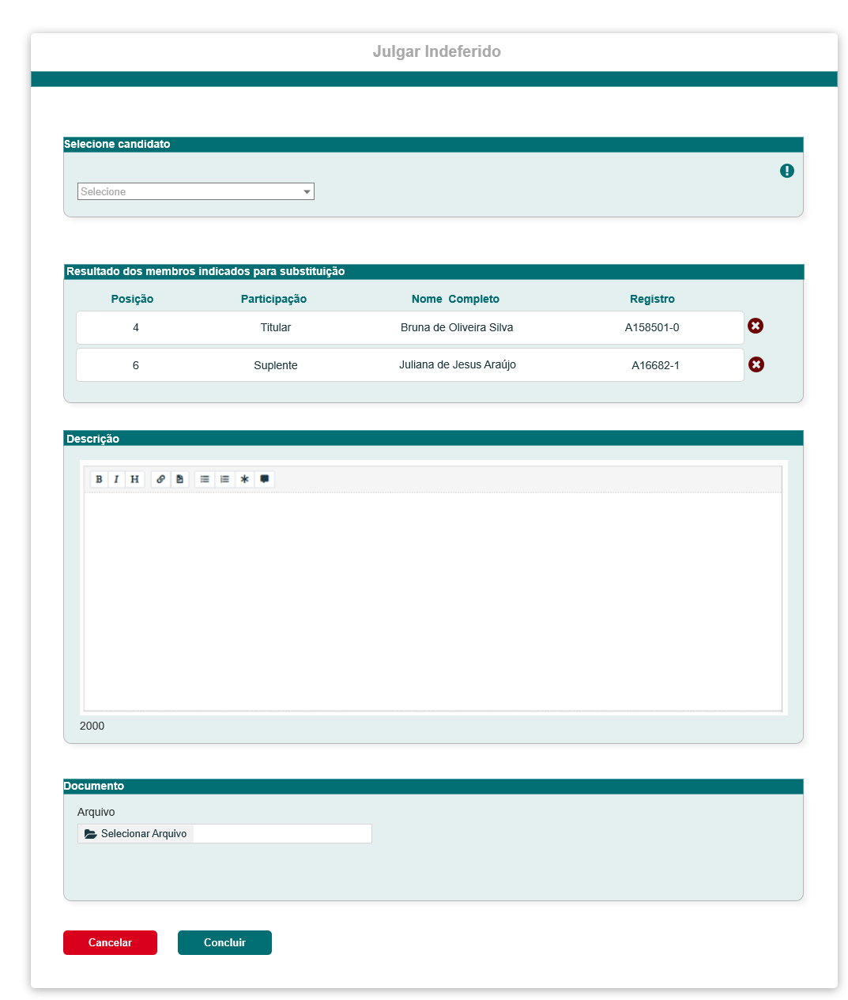 Julgar Indeferido
Selecione candidato
Selecione
Resultado dos membros indicados para substituição
Posição Participação Nome Completo Registro
4 Titular Bruna de Oliveira Silva A158501-0
6 Suplente Juliana de Jesus Araújo A16682-1
Descrição
B I H
2000
Documento
Arquivo
Selecionar Arquivo
Cancelar Concluir